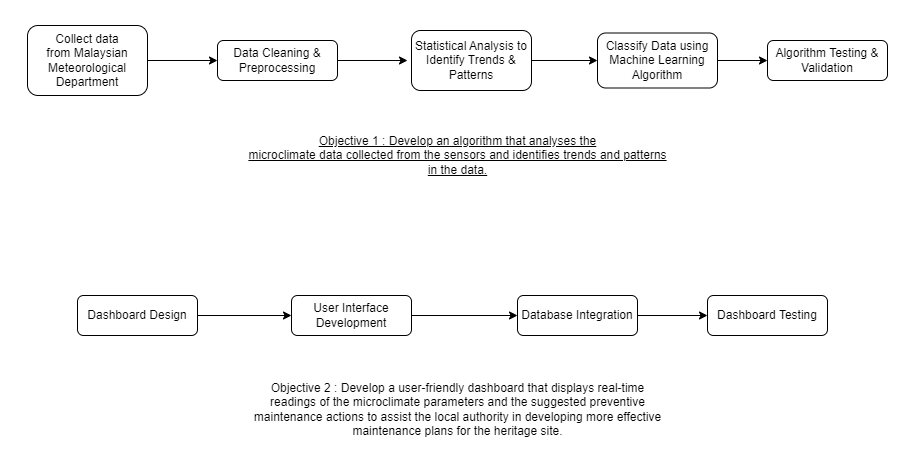 Collect data
from Malaysian
Meteorological
Department
Data Cleaning &
Preprocessing
Statistical Analysis to
Identify Trends &
Patterns
Classify Data using
Machine Learning
Algorithm
Algorithm Testing &
Validation
Objective 1 : Develop an algorithm that analyses the
microclimate data collected from the sensors and identifies trends and patterns
in the data.
Dashboard Design
User Interface
Development
Database Integration
Dashboard Testing
Objective 2 : Develop a user-friendly dashboard that displays real-time
readings of the microclimate parameters and the suggested preventive
maintenance actions to assist the local authority in developing more effective
maintenance plans for the heritage site.